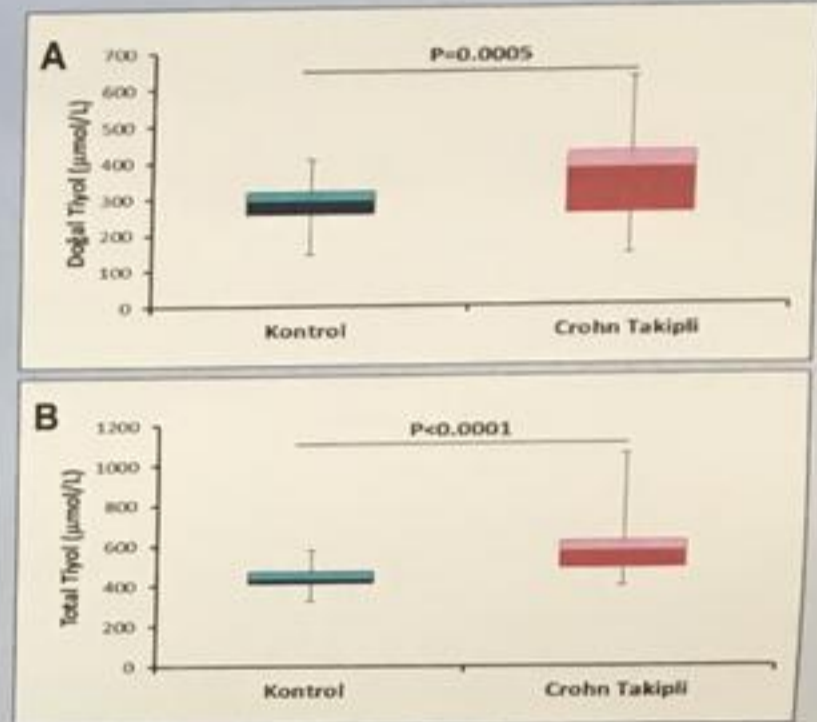 A
P=0.0005
Doğal Tiyol (µmol/L)
700
600
500
400
300
200
100
0
Kontrol
Crohn Takipli
B
P<0.0001
Total Tiyol (µmol/L)
1200
1000
800
600
400
200
0
Kontrol
Crohn Takipli